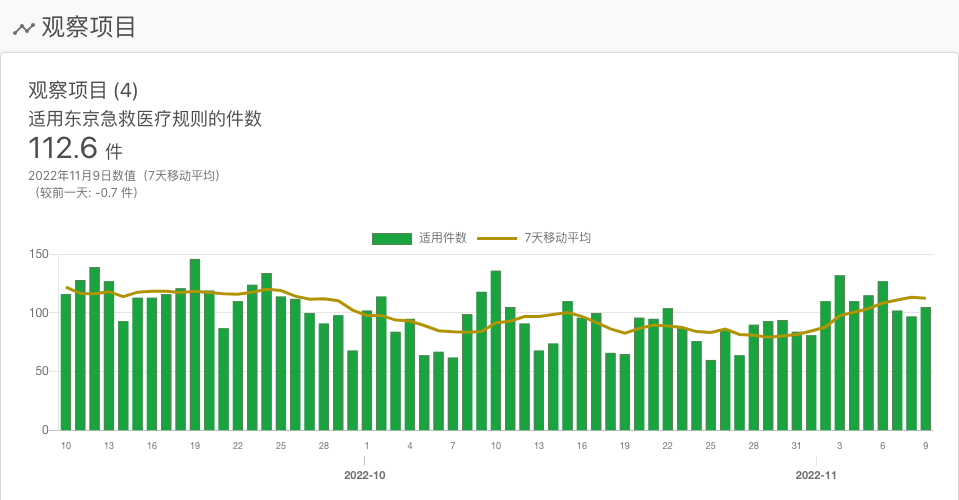 观察项目
观察项目 (4)
适用东京急救医疗规则的件数
112.6 件
2022年11月9日数值（7天移动平均）
（较前一天: -0.7 件）
适用件数 7天移动平均
150
100
50
0
10 13 16 19 22 25 28 1 4 7 10 13 16 19 22 25 28 31 3 6 9
2022-10 2022-11